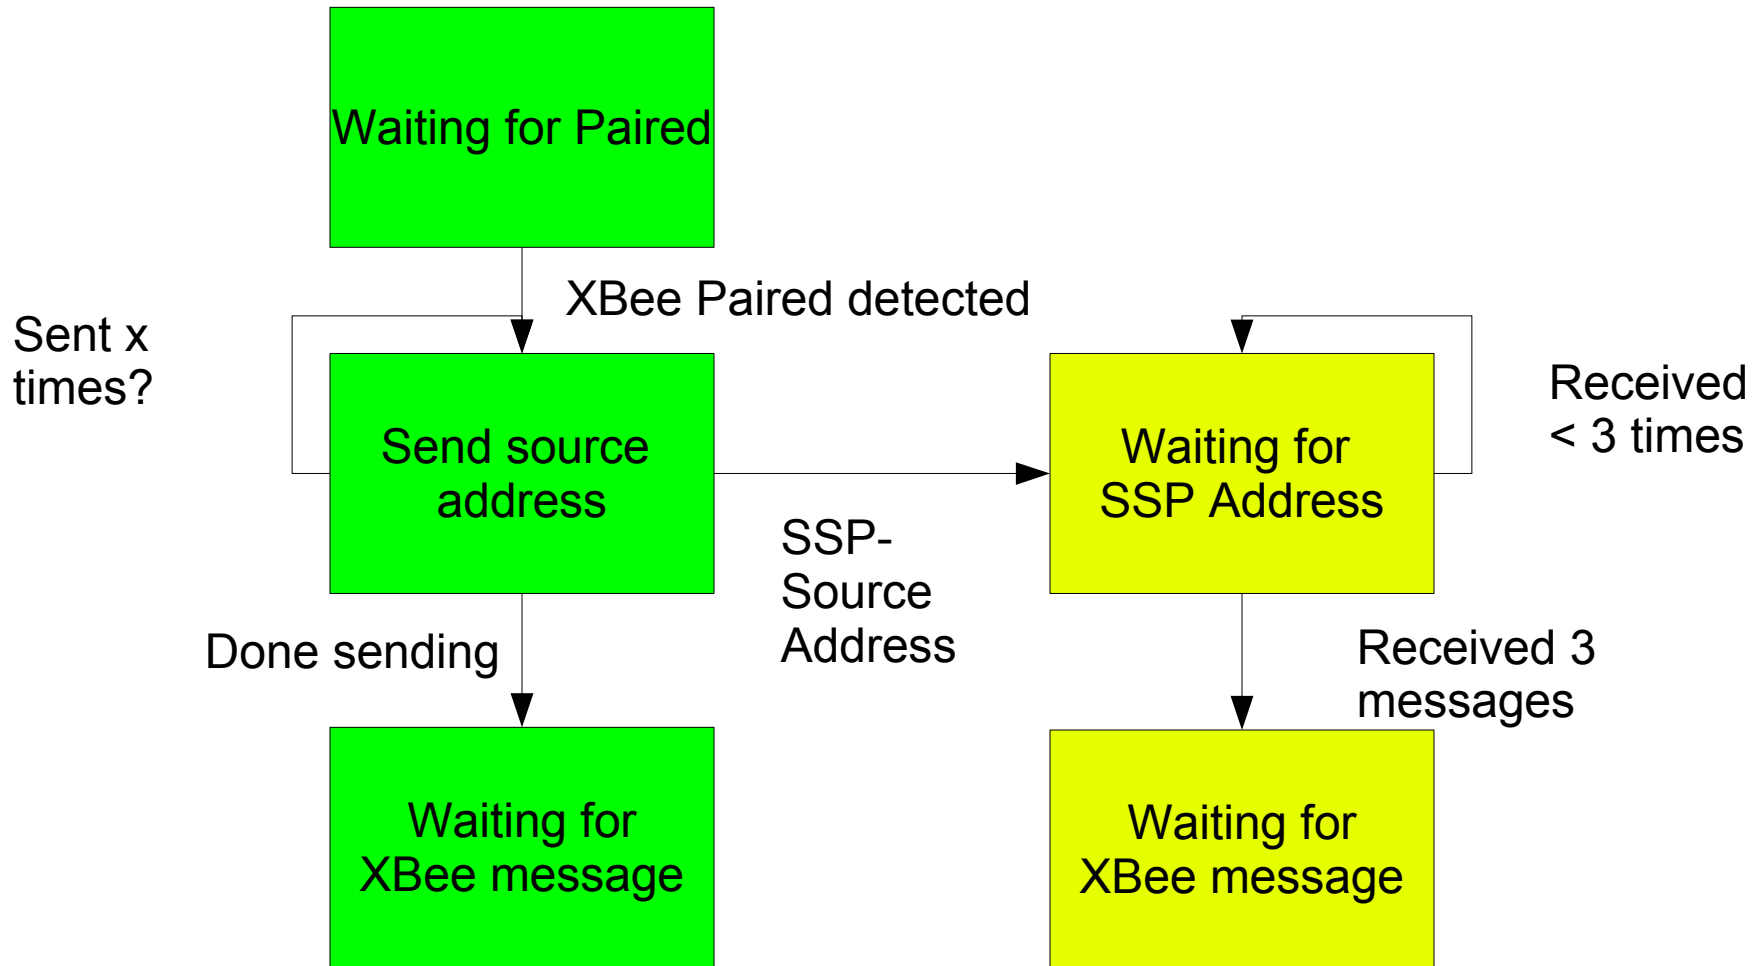 Waiting for Paired
XBee Paired detected
Sent x
times?
Send source
address
Waiting for
SSP Address
Received
< 3 times
SSP-
Source
Address
Done sending
Received 3
messages
Waiting for
XBee message
Waiting for
XBee message